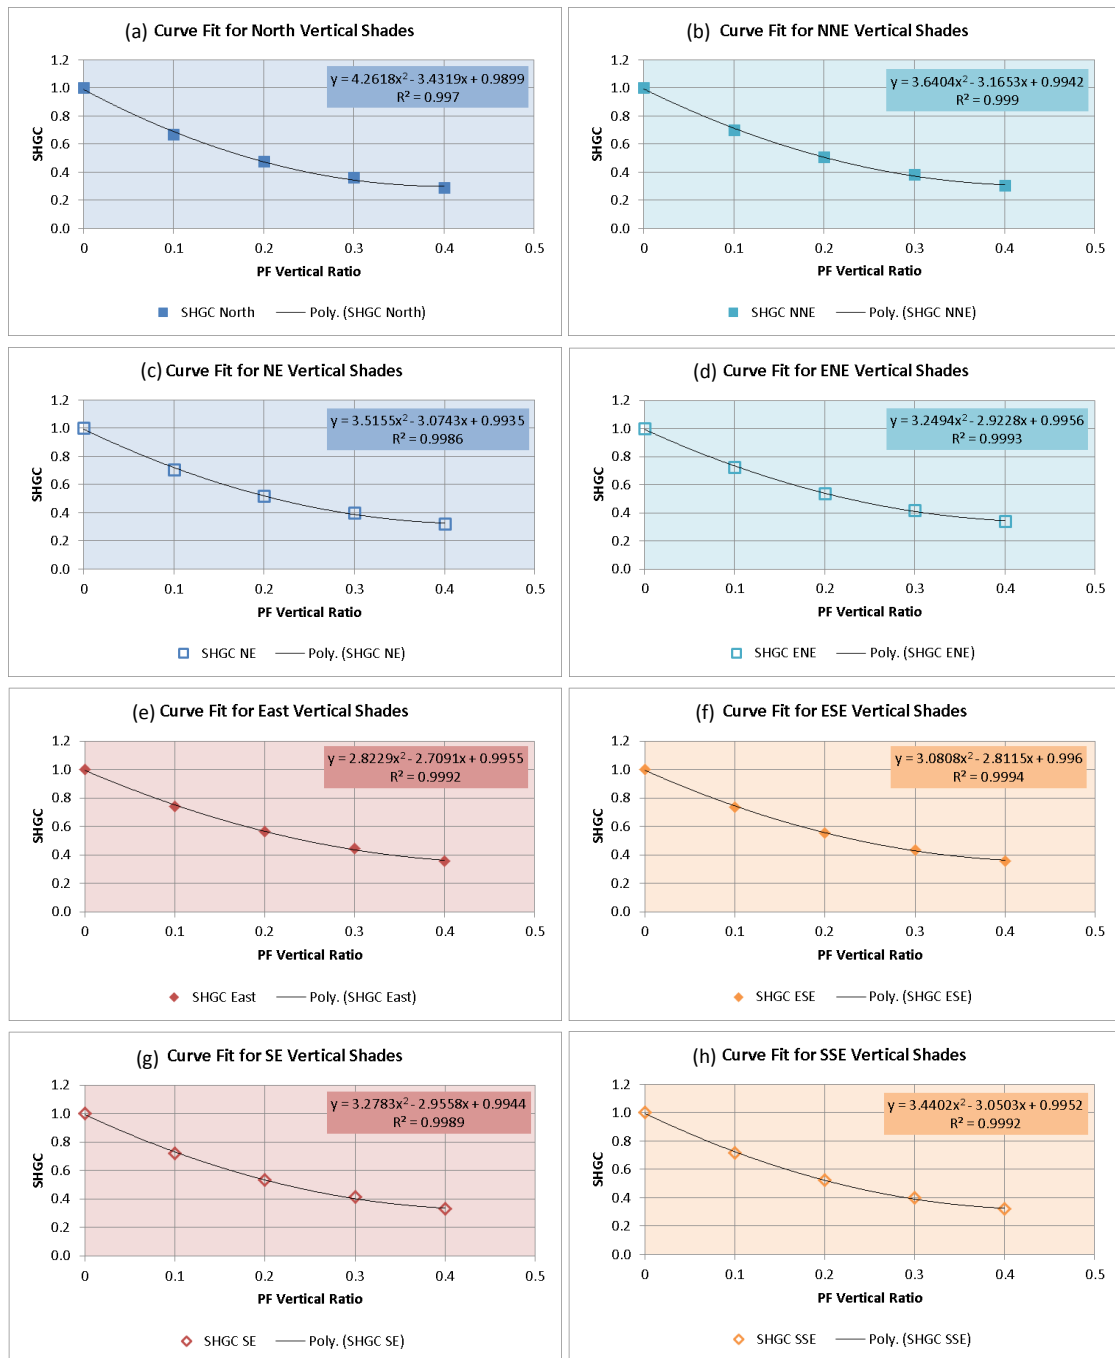 (a) Curve Fit for North Vertical Shades
1.2
1.0
0.8
0.6
0.4
0.2
0.0
SHGC
y = 4.2618x² - 3.4319x + 0.9899
R² = 0.997
0 0.1 0.2 0.3 0.4 0.5
PF Vertical Ratio
SHGC North Poly. (SHGC North)
(b) Curve Fit for NNE Vertical Shades
1.2
1.0
0.8
0.6
0.4
0.2
0.0
SHGC
y = 3.6404x² - 3.1653x + 0.9942
R² = 0.999
0 0.1 0.2 0.3 0.4 0.5
PF Vertical Ratio
SHGC NNE Poly. (SHGC NNE)
(c) Curve Fit for NE Vertical Shades
1.2
1.0
0.8
0.6
0.4
0.2
0.0
SHGC
y = 3.5155x² - 3.0743x + 0.9935
R² = 0.9986
0 0.1 0.2 0.3 0.4 0.5
PF Vertical Ratio
SHGC NE Poly. (SHGC NE)
(d) Curve Fit for ENE Vertical Shades
1.2
1.0
0.8
0.6
0.4
0.2
0.0
SHGC
y = 3.2494x² - 2.9228x + 0.9956
R² = 0.9993
0 0.1 0.2 0.3 0.4 0.5
PF Vertical Ratio
SHGC ENE Poly. (SHGC ENE)
(e) Curve Fit for East Vertical Shades
1.2
1.0
0.8
0.6
0.4
0.2
0.0
SHGC
y = 2.8229x² - 2.7091x + 0.9955
R² = 0.9992
0 0.1 0.2 0.3 0.4 0.5
PF Vertical Ratio
SHGC East Poly. (SHGC East)
(f) Curve Fit for ESE Vertical Shades
1.2
1.0
0.8
0.6
0.4
0.2
0.0
SHGC
y = 3.0808x² - 2.8115x + 0.996
R² = 0.9994
0 0.1 0.2 0.3 0.4 0.5
PF Vertical Ratio
SHGC ESE Poly. (SHGC ESE)
(g) Curve Fit for SE Vertical Shades
1.2
1.0
0.8
0.6
0.4
0.2
0.0
SHGC
y = 3.2783x² - 2.9558x + 0.9944
R² = 0.9989
0 0.1 0.2 0.3 0.4 0.5
PF Vertical Ratio
SHGC SE Poly. (SHGC SE)
(h) Curve Fit for SSE Vertical Shades
1.2
1.0
0.8
0.6
0.4
0.2
0.0
SHGC
y = 3.4402x² - 3.0503x + 0.9952
R² = 0.9992
0 0.1 0.2 0.3 0.4 0.5
PF Vertical Ratio
SHGC SSE Poly. (SHGC SSE)